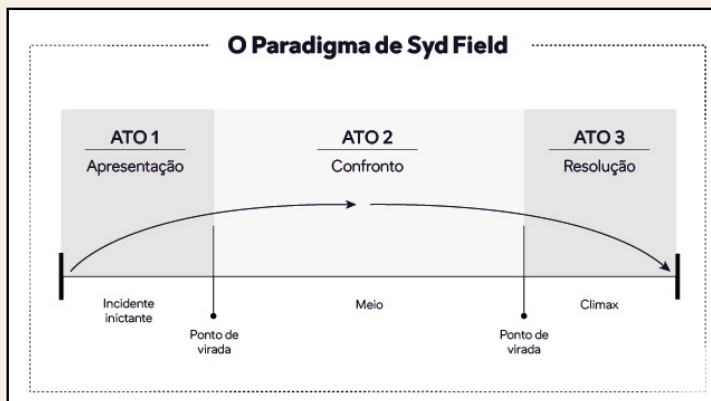 O Paradigma de Syd Field
ATO 1
Apresentação
ATO 2
Confronto
ATO 3
Resolução
Incidente
inictante
Ponto de
virada
Meio
Ponto de
virada
Climax